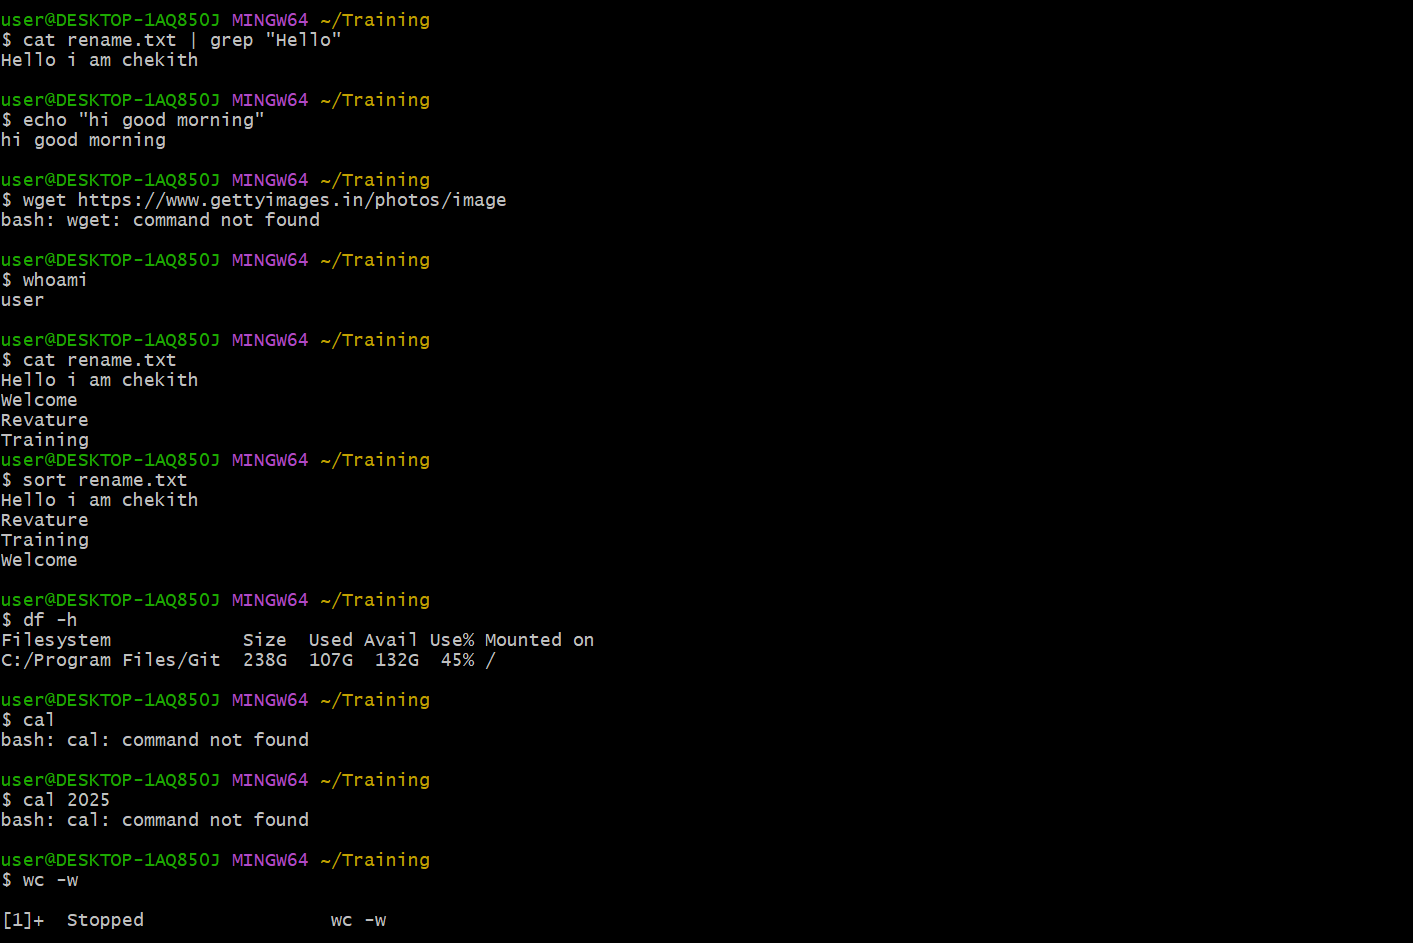 user@DESKTOP-1AQ850J MINGW64 ~/Training
$ cat rename.txt | grep "Hello"
Hello i am chekith
user@DESKTOP-1AQ850J MINGW64 ~/Training
$ echo "hi good morning"
hi good morning
user@DESKTOP-1AQ850J MINGW64 ~/Training
$ wget https://www.gettyimages.in/photos/image
bash: wget: command not found
user@DESKTOP-1AQ850J MINGW64 ~/Training
$ whoami
user
user@DESKTOP-1AQ850J MINGW64 ~/Training
$ cat rename.txt
Hello i am chekith
Welcome
Revature
Training
user@DESKTOP-1AQ850J MINGW64 ~/Training
$ sort rename.txt
Hello i am chekith
Revature
Training
Welcome
user@DESKTOP-1AQ850J MINGW64 ~/Training
$ df -h
Filesystem            Size  Used Avail Use% Mounted on
C:/Program Files/Git  238G  107G  132G  45% /
user@DESKTOP-1AQ850J MINGW64 ~/Training
$ cal
bash: cal: command not found
user@DESKTOP-1AQ850J MINGW64 ~/Training
$ cal 2025
bash: cal: command not found
user@DESKTOP-1AQ850J MINGW64 ~/Training
$ wc -w
[1]+  Stopped                 wc -w